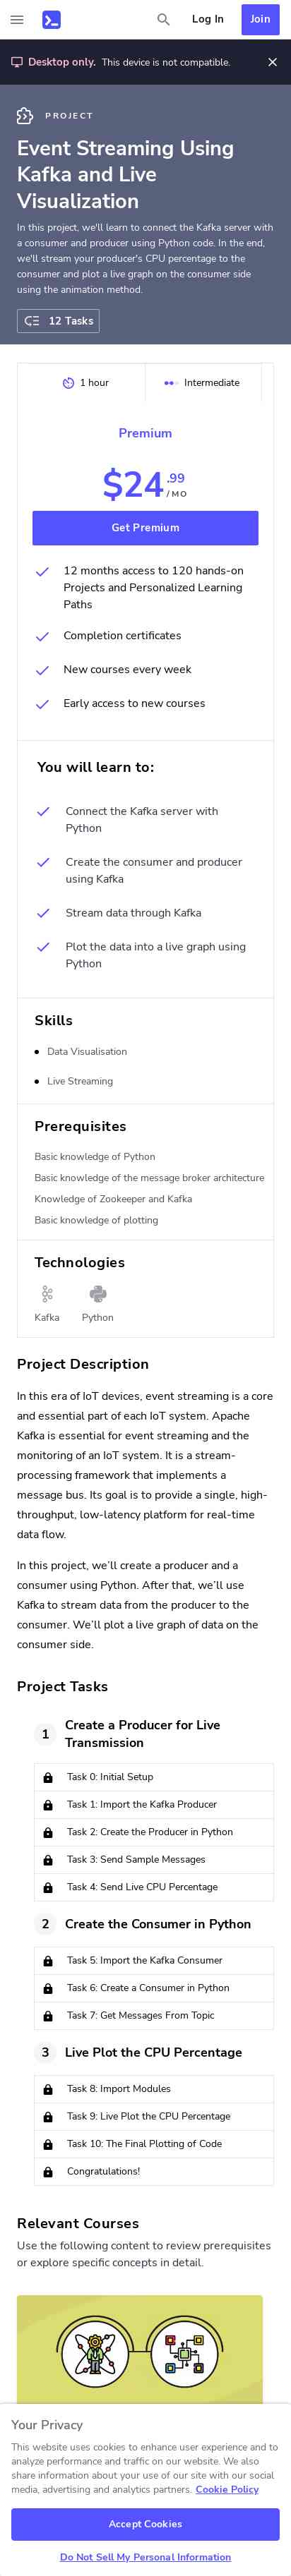 Log In
Join
Desktop only. This device is not compatible.
PROJECT
Event Streaming Using
Kafka and Live
Visualization
In this project, we'll learn to connect the Kafka server with
a consumer and producer using Python code. In the end,
we'll stream your producer's CPU percentage to the
consumer and plot a live graph on the consumer side
using the animation method.
12 Tasks
1 hour
Intermediate
Premium
$24.99
/MO
Get Premium
12 months access to 120 hands-on
Projects and Personalized Learning
Paths
Completion certificates
New courses every week
Early access to new courses
You will learn to:
Connect the Kafka server with
Python
Create the consumer and producer
using Kafka
Stream data through Kafka
Plot the data into a live graph using
Python
Skills
Data Visualisation
Live Streaming
Prerequisites
Basic knowledge of Python
Basic knowledge of the message broker architecture
Knowledge of Zookeeper and Kafka
Basic knowledge of plotting
Technologies
Kafka
Python
Project Description
In this era of IoT devices, event streaming is a core
and essential part of each IoT system. Apache
Kafka is essential for event streaming and the
monitoring of an IoT system. It is a stream-
processing framework that implements a
message bus. Its goal is to provide a single, high-
throughput, low-latency platform for real-time
data flow.
In this project, we’ll create a producer and a
consumer using Python. After that, we’ll use
Kafka to stream data from the producer to the
consumer. We’ll plot a live graph of data on the
consumer side.
Project Tasks
1
Create a Producer for Live
Transmission
Task 0: Initial Setup
Task 1: Import the Kafka Producer
Task 2: Create the Producer in Python
Task 3: Send Sample Messages
Task 4: Send Live CPU Percentage
2
Create the Consumer in Python
Task 5: Import the Kafka Consumer
Task 6: Create a Consumer in Python
Task 7: Get Messages From Topic
3
Live Plot the CPU Percentage
Task 8: Import Modules
Task 9: Live Plot the CPU Percentage
Task 10: The Final Plotting of Code
Congratulations!
Relevant Courses
Use the following content to review prerequisites
or explore specific concepts in detail.
Your Privacy
This website uses cookies to enhance user experience and to
analyze performance and traffic on our website. We also
share information about your use of our site with our social
media, advertising and analytics partners. Cookie Policy
Accept Cookies
Do Not Sell My Personal Information